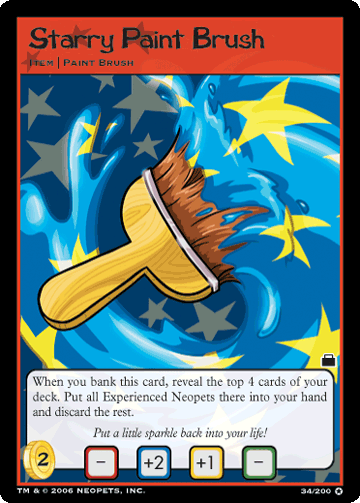 Starry Paint Brush
Item | Paint Brush
When you bank this card, reveal the top 4 cards of your
deck. Put all Experienced Neopets there into your hand
and discard the rest.
Put a little sparkle back into your life!
2
– +2 +1 –
TM & © 2006 NEOPETS, INC. 34/200